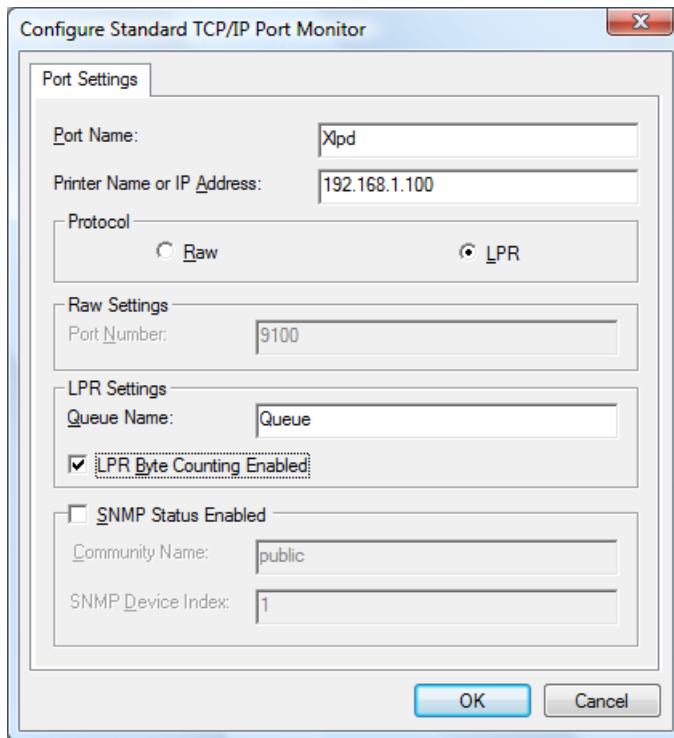 Configure Standard TCP/IP Port Monitor
Port Settings
Port Name: Xlpd
Printer Name or IP Address: 192.168.1.100
Protocol
Raw LPR
Raw Settings
Port Number: 9100
LPR Settings
Queue Name: Queue
LPR Byte Counting Enabled
SNMP Status Enabled
Community Name: public
SNMP Device Index: 1
OK Cancel